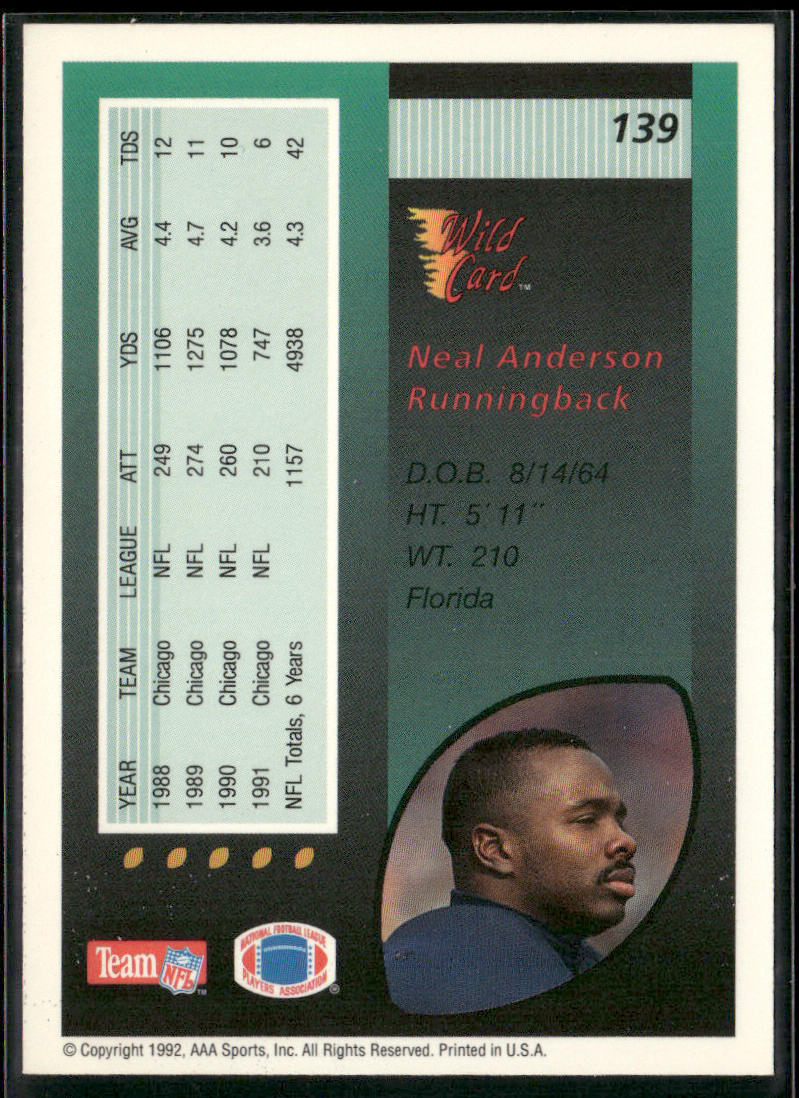 139
Wild
Card™
Neal Anderson
Runningback
D.O.B. 8/14/64
HT. 5' 11"
WT. 210
Florida
YEAR TEAM LEAGUE ATT YDS AVG TDS
1988 Chicago NFL 249 1106 4.4 12
1989 Chicago NFL 274 1275 4.7 11
1990 Chicago NFL 260 1078 4.2 10
1991 Chicago NFL 210 747 3.6 6
NFL Totals, 6 Years 1157 4938 4.3 42
Team NFL™
NATIONAL FOOTBALL LEAGUE
PLAYERS ASSOCIATION ®
© Copyright 1992, AAA Sports, Inc. All Rights Reserved. Printed in U.S.A.